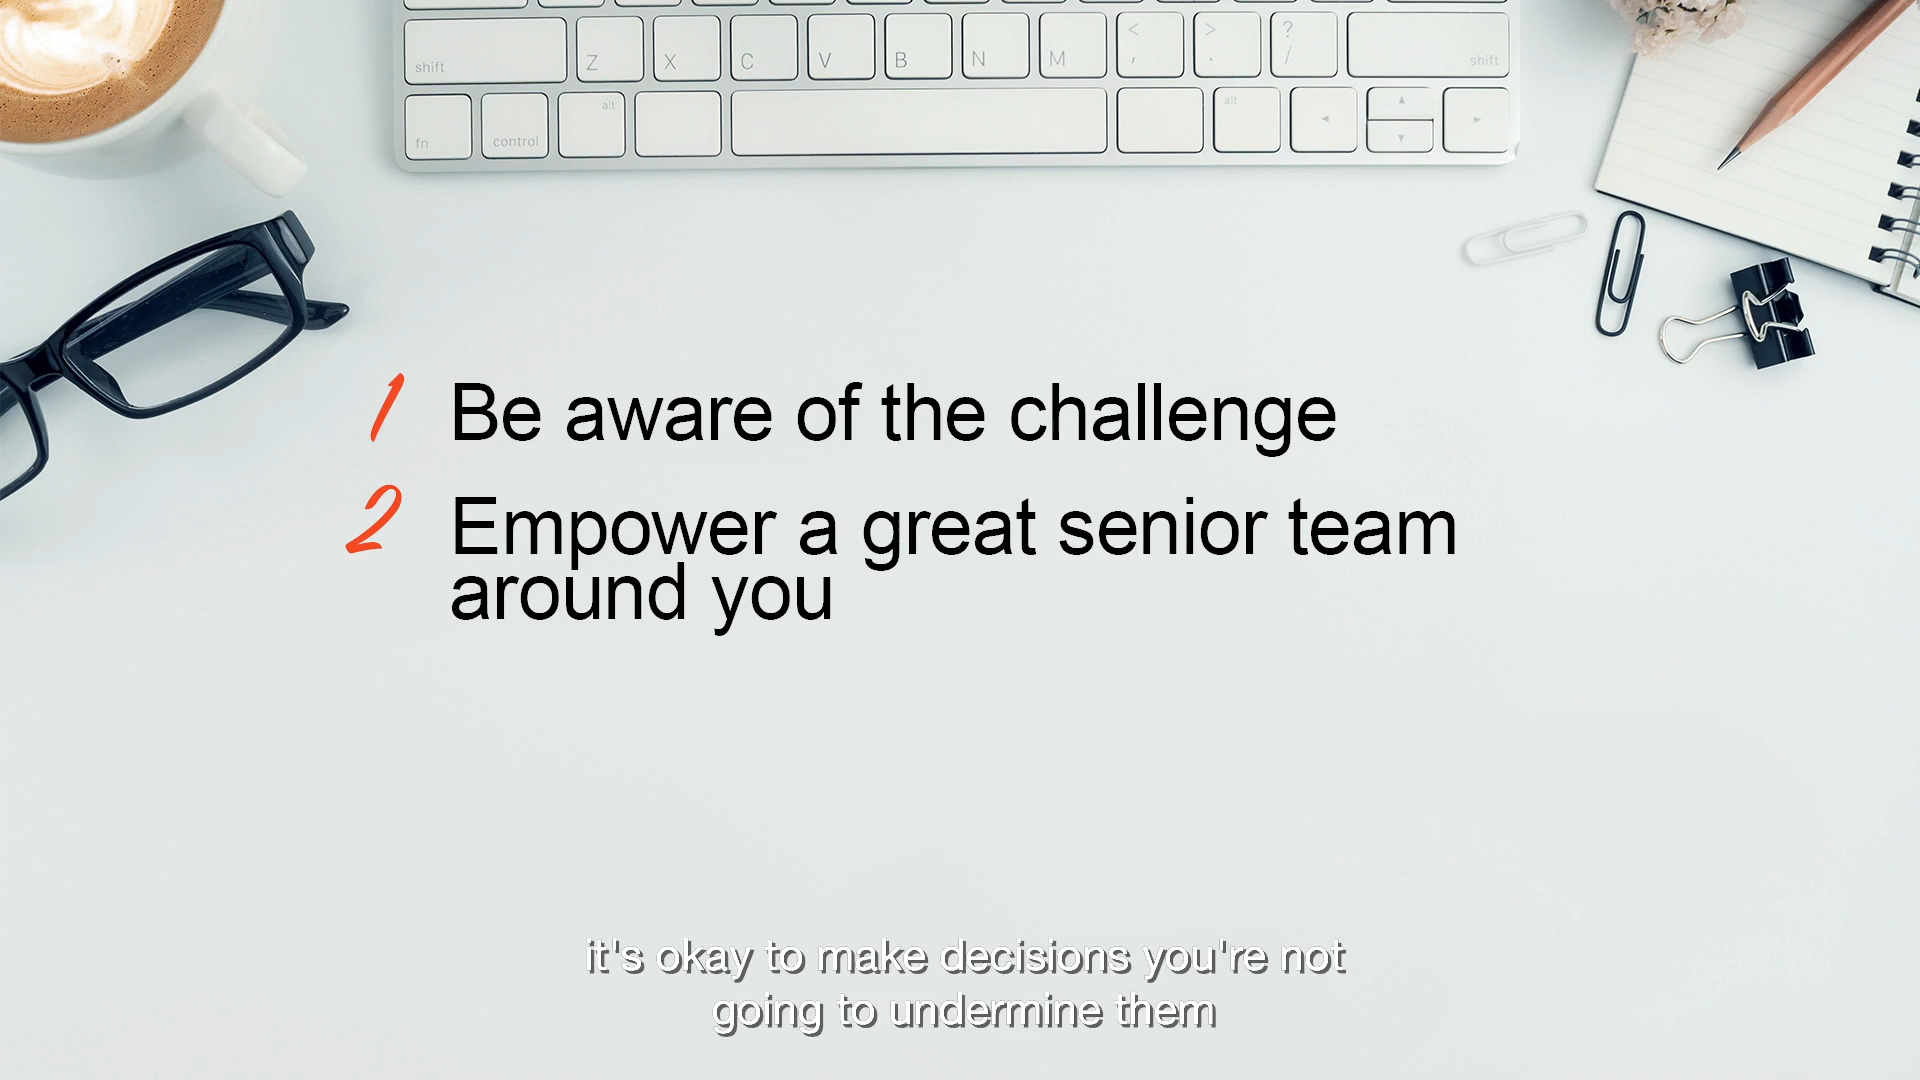 shift Z X C V B N M < , > . ? / shift
fn control alt alt
1 Be aware of the challenge
2 Empower a great senior team
around you
it's okay to make decisions you're not
going to undermine them